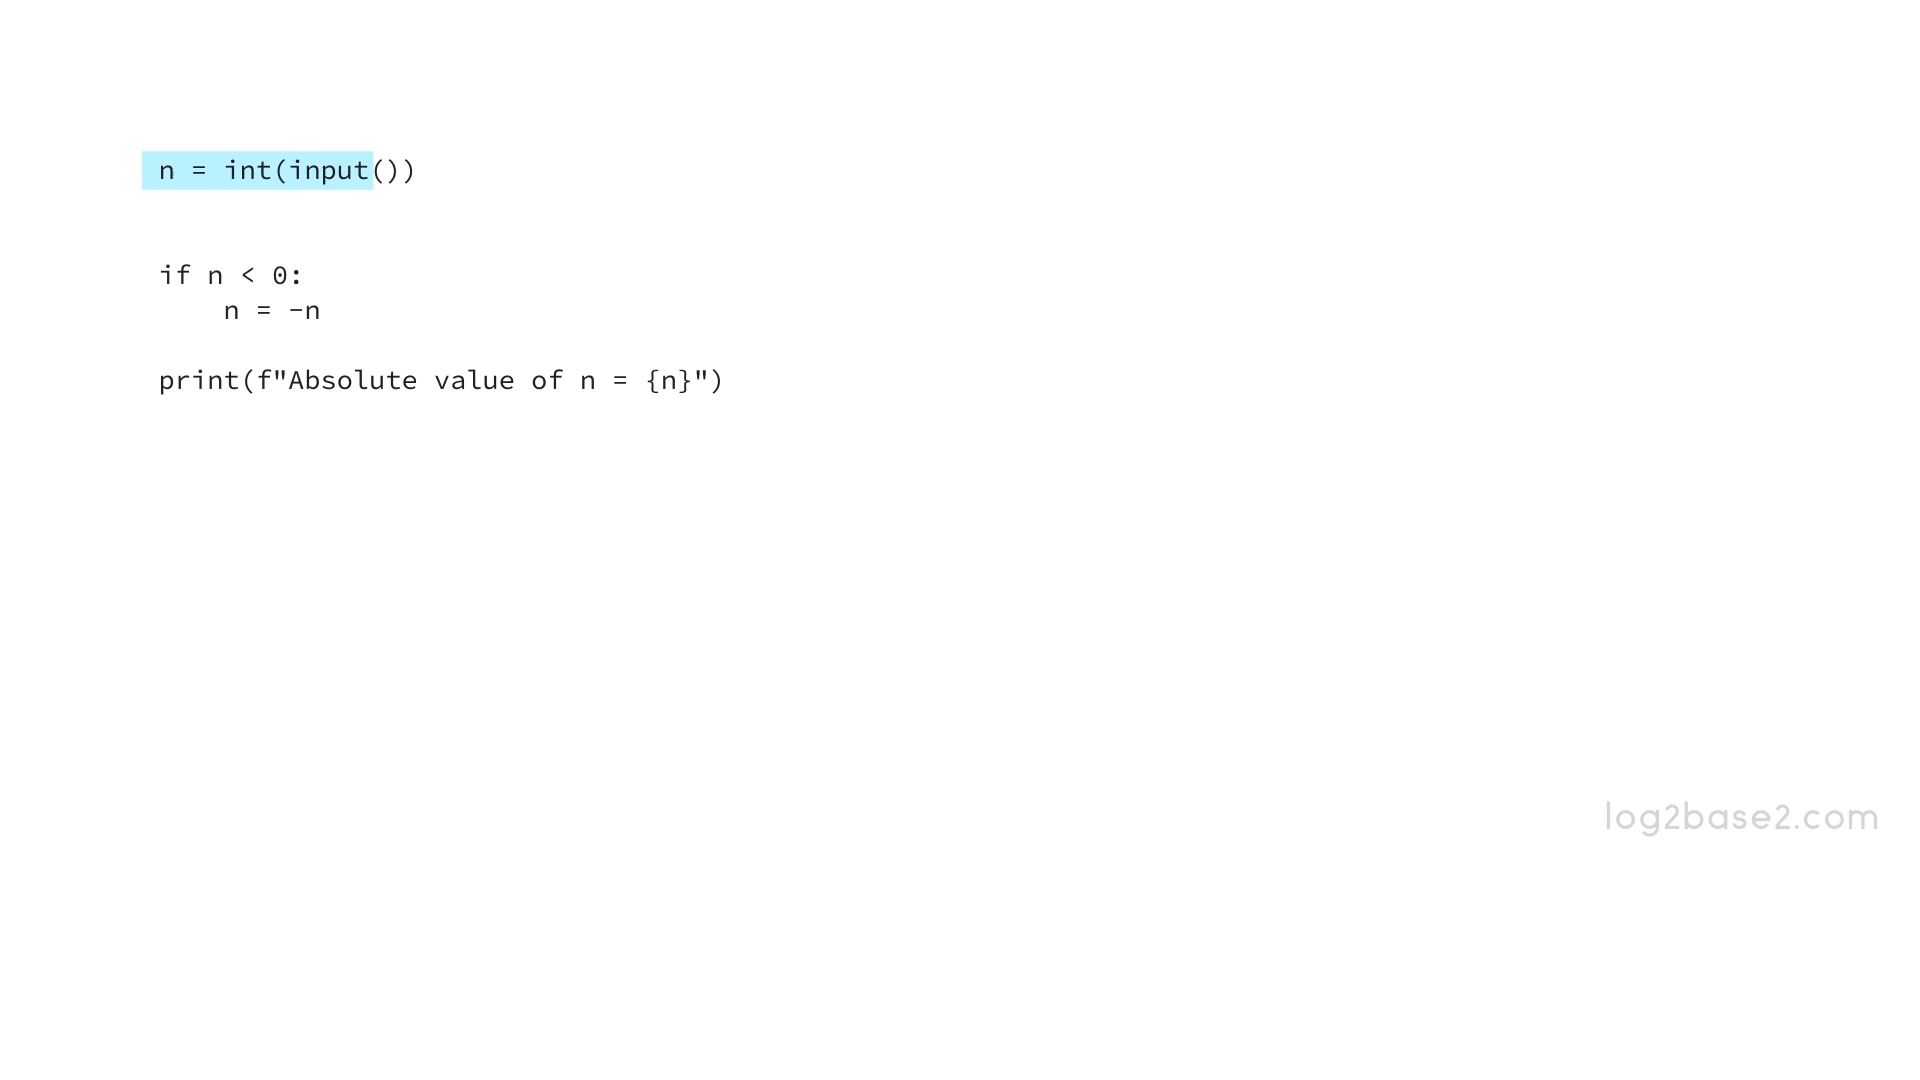 n = int(input())
if n < 0:
    n = -n
print(f"Absolute value of n = {n}")
log2base2.com